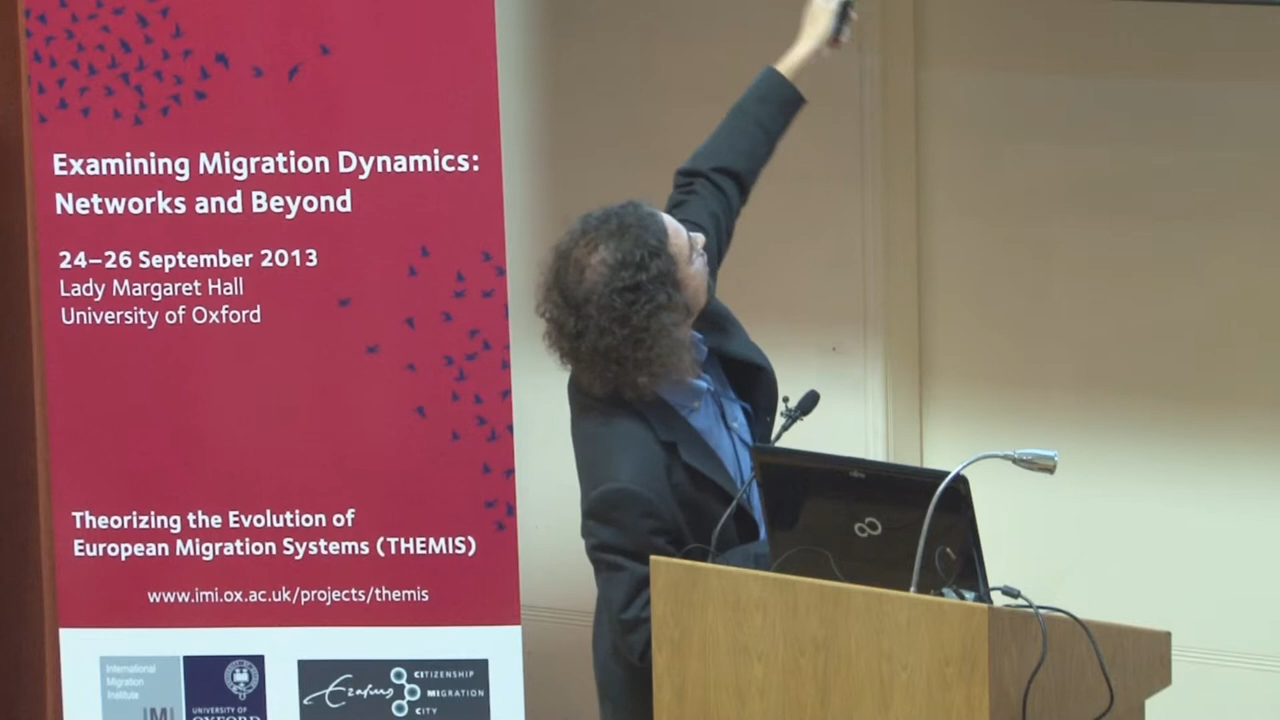 Examining Migration Dynamics:
Networks and Beyond
24–26 September 2013
Lady Margaret Hall
University of Oxford
Theorizing the Evolution of
European Migration Systems (THEMIS)
www.imi.ox.ac.uk/projects/themis
International
Migration
Institute
IMI
UNIVERSITY OF
OXFORD
Erasmus
CITIZENSHIP
MIGRATION
CITY